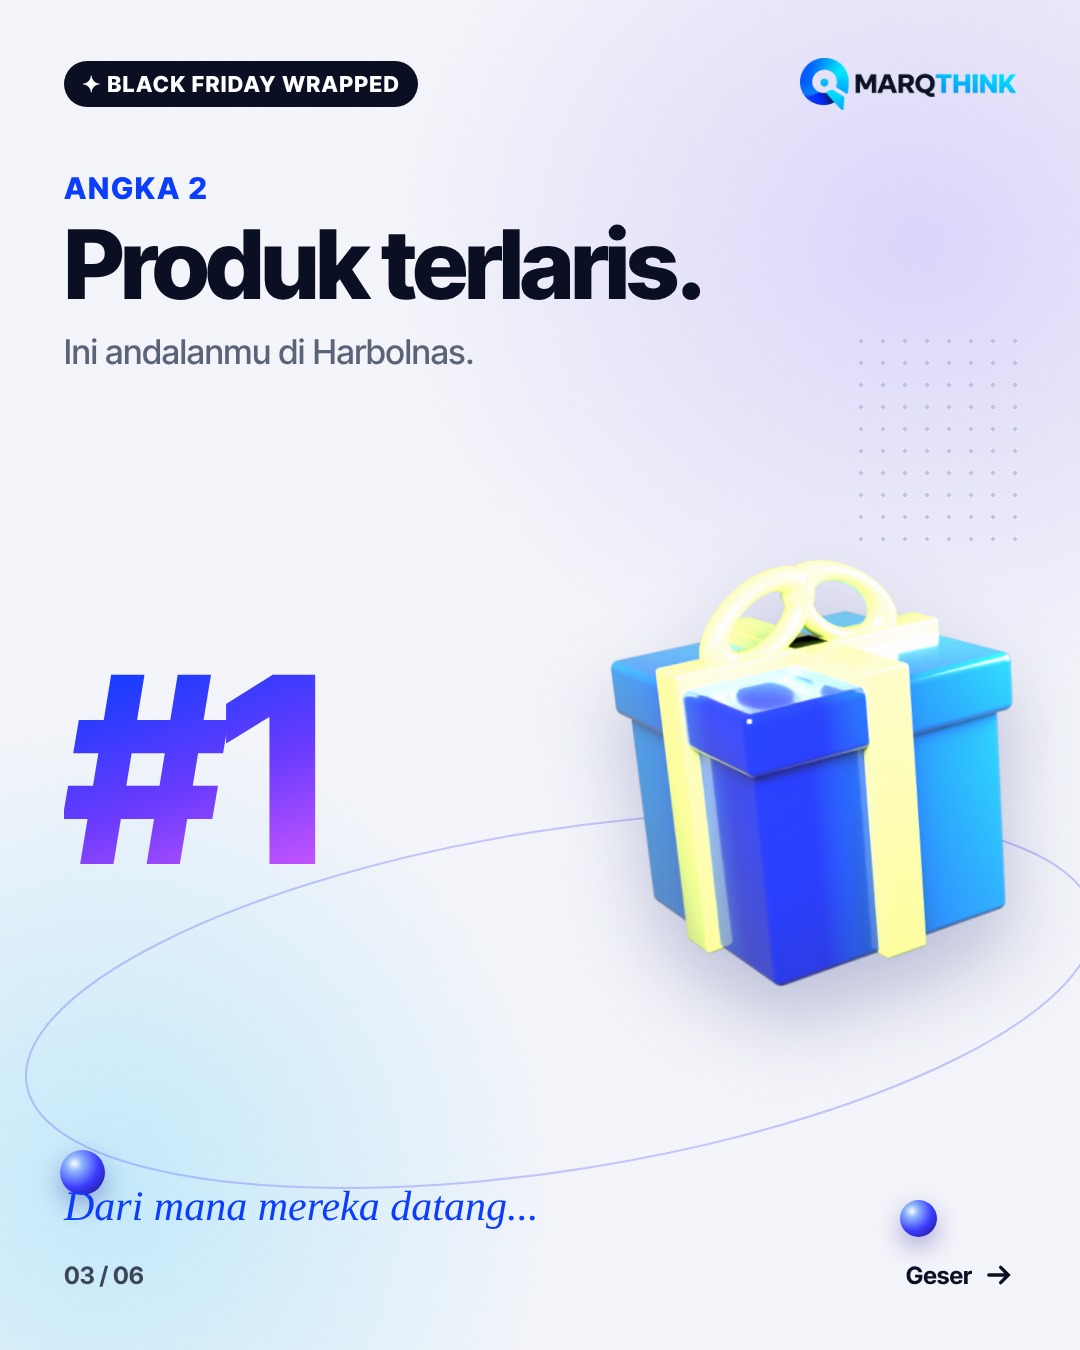 ✦ BLACK FRIDAY WRAPPED
MARQTHINK
ANGKA 2
Produk terlaris.
Ini andalanmu di Harbolnas.
#1
Dari mana mereka datang...
03 / 06
Geser →